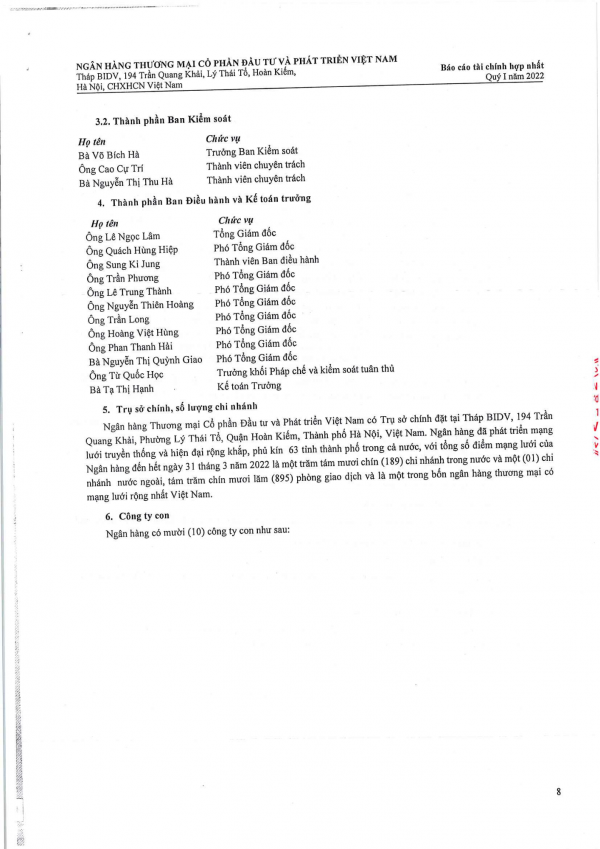 NGÂN HÀNG THƯƠNG MẠI CỔ PHẦN ĐẦU TƯ VÀ PHÁT TRIỂN VIỆT NAM
Tháp BIDV, 194 Trần Quang Khải, Lý Thái Tổ, Hoàn Kiếm,
Hà Nội, CHXHCN Việt Nam
Báo cáo tài chính hợp nhất
Quý I năm 2022
3.2. Thành phần Ban Kiểm soát
Họ tên Chức vụ
Bà Võ Bích Hà Trưởng Ban Kiểm soát
Ông Cao Cự Trí Thành viên chuyên trách
Bà Nguyễn Thị Thu Hà Thành viên chuyên trách
4. Thành phần Ban Điều hành và Kế toán trưởng
Họ tên Chức vụ
Ông Lê Ngọc Lâm Tổng Giám đốc
Ông Quách Hùng Hiệp Phó Tổng Giám đốc
Ông Sung Ki Jung Thành viên Ban điều hành
Ông Trần Phương Phó Tổng Giám đốc
Ông Lê Trung Thành Phó Tổng Giám đốc
Ông Nguyễn Thiên Hoàng Phó Tổng Giám đốc
Ông Trần Long Phó Tổng Giám đốc
Ông Hoàng Việt Hùng Phó Tổng Giám đốc
Ông Phan Thanh Hải Phó Tổng Giám đốc
Bà Nguyễn Thị Quỳnh Giao Phó Tổng Giám đốc
Ông Từ Quốc Học Trưởng khối Pháp chế và kiểm soát tuân thủ
Bà Tạ Thị Hạnh Kế toán Trưởng
5. Trụ sở chính, số lượng chi nhánh
Ngân hàng Thương mại Cổ phần Đầu tư và Phát triển Việt Nam có Trụ sở chính đặt tại Tháp BIDV, 194 Trần
Quang Khải, Phường Lý Thái Tổ, Quận Hoàn Kiếm, Thành phố Hà Nội, Việt Nam. Ngân hàng đã phát triển mạng
lưới truyền thống và hiện đại rộng khắp, phủ kín 63 tỉnh thành phố trong cả nước, với tổng số điểm mạng lưới của
Ngân hàng đến hết ngày 31 tháng 3 năm 2022 là một trăm tám mươi chín (189) chi nhánh trong nước và một (01) chi
nhánh nước ngoài, tám trăm chín mươi lăm (895) phòng giao dịch và là một trong bốn ngân hàng thương mại có
mạng lưới rộng nhất Việt Nam.
6. Công ty con
Ngân hàng có mười (10) công ty con như sau:
8